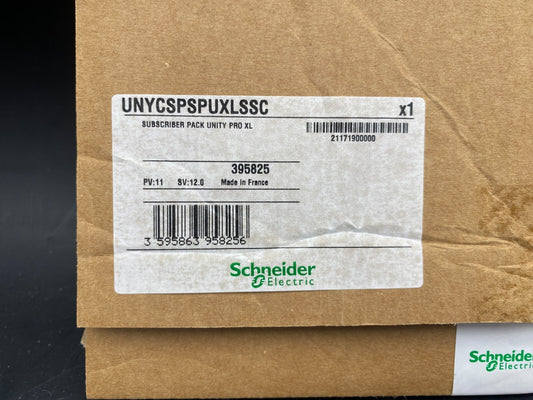 UNYCSPSPUXLSSC x1
SUBSCRIBER PACK UNITY PRO XL
21171900000
395825
PV:11 SV:12.0 Made in France
3 595863 958256
Schneider
Electric
Schneider
Electric